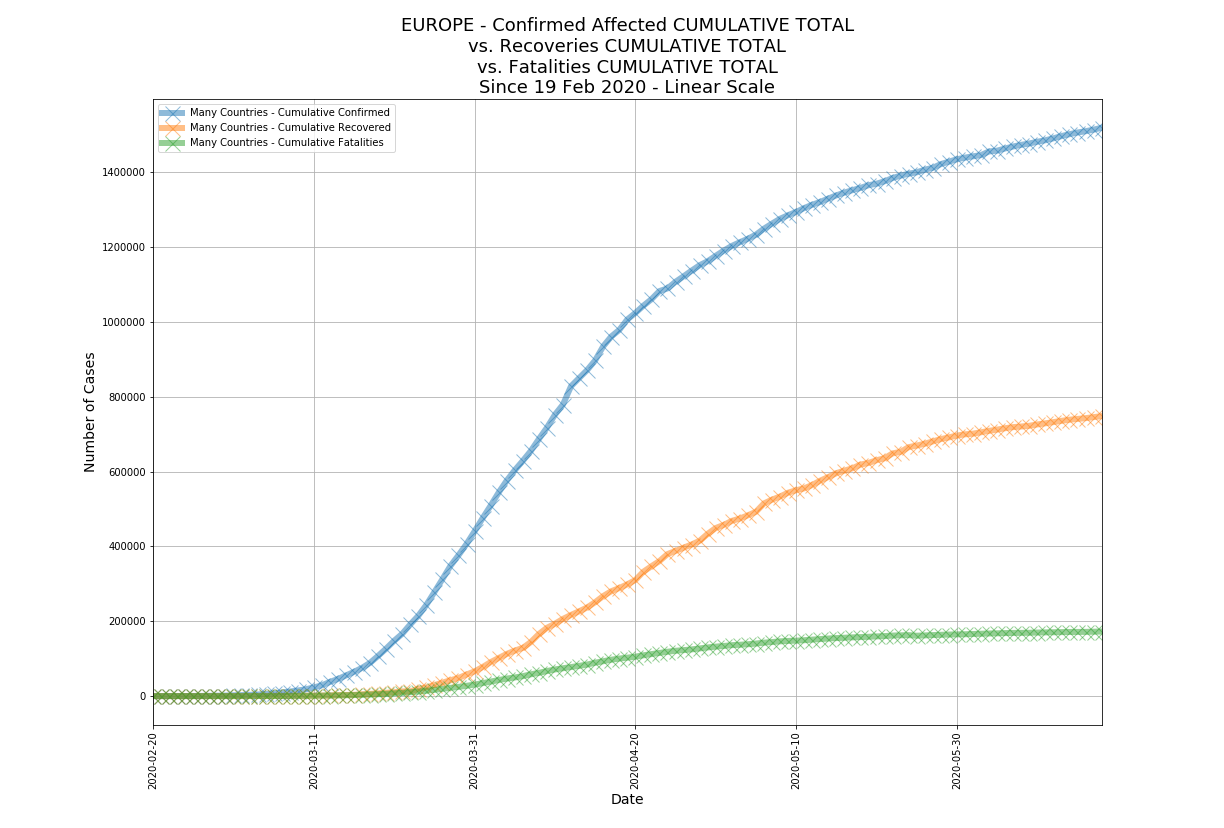 EUROPE - Confirmed Affected CUMULATIVE TOTAL
vs. Recoveries CUMULATIVE TOTAL
vs. Fatalities CUMULATIVE TOTAL
Since 19 Feb 2020 - Linear Scale
Many Countries - Cumulative Confirmed
Many Countries - Cumulative Recovered
Many Countries - Cumulative Fatalities
1400000
1200000
1000000
800000
600000
400000
200000
0
Number of Cases
2020-02-20
2020-03-11
2020-03-31
2020-04-20
2020-05-10
2020-05-30
Date